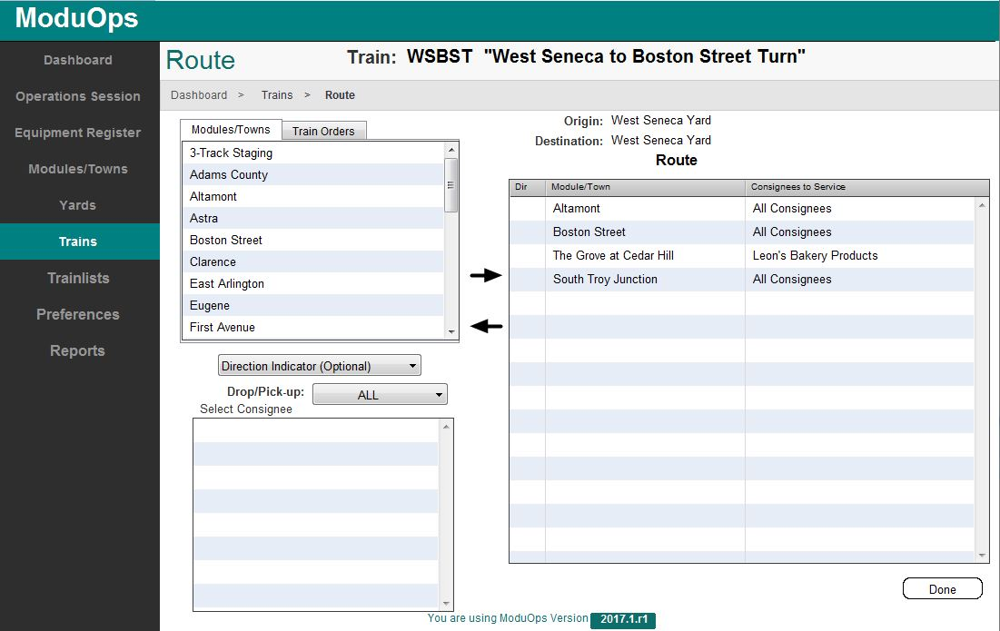 ModuOps
Dashboard
Operations Session
Equipment Register
Modules/Towns
Yards
Trains
Trainlists
Preferences
Reports
Route
Train: WSBST "West Seneca to Boston Street Turn"
Dashboard > Trains > Route
Modules/Towns
Train Orders
3-Track Staging
Adams County
Altamont
Astra
Boston Street
Clarence
East Arlington
Eugene
First Avenue
Direction Indicator (Optional)
Drop/Pick-up: ALL
Select Consignee
Origin: West Seneca Yard
Destination: West Seneca Yard
Route
Dir Module/Town Consignees to Service
Altamont All Consignees
Boston Street All Consignees
The Grove at Cedar Hill Leon's Bakery Products
South Troy Junction All Consignees
Done
You are using ModuOps Version 2017.1.r1